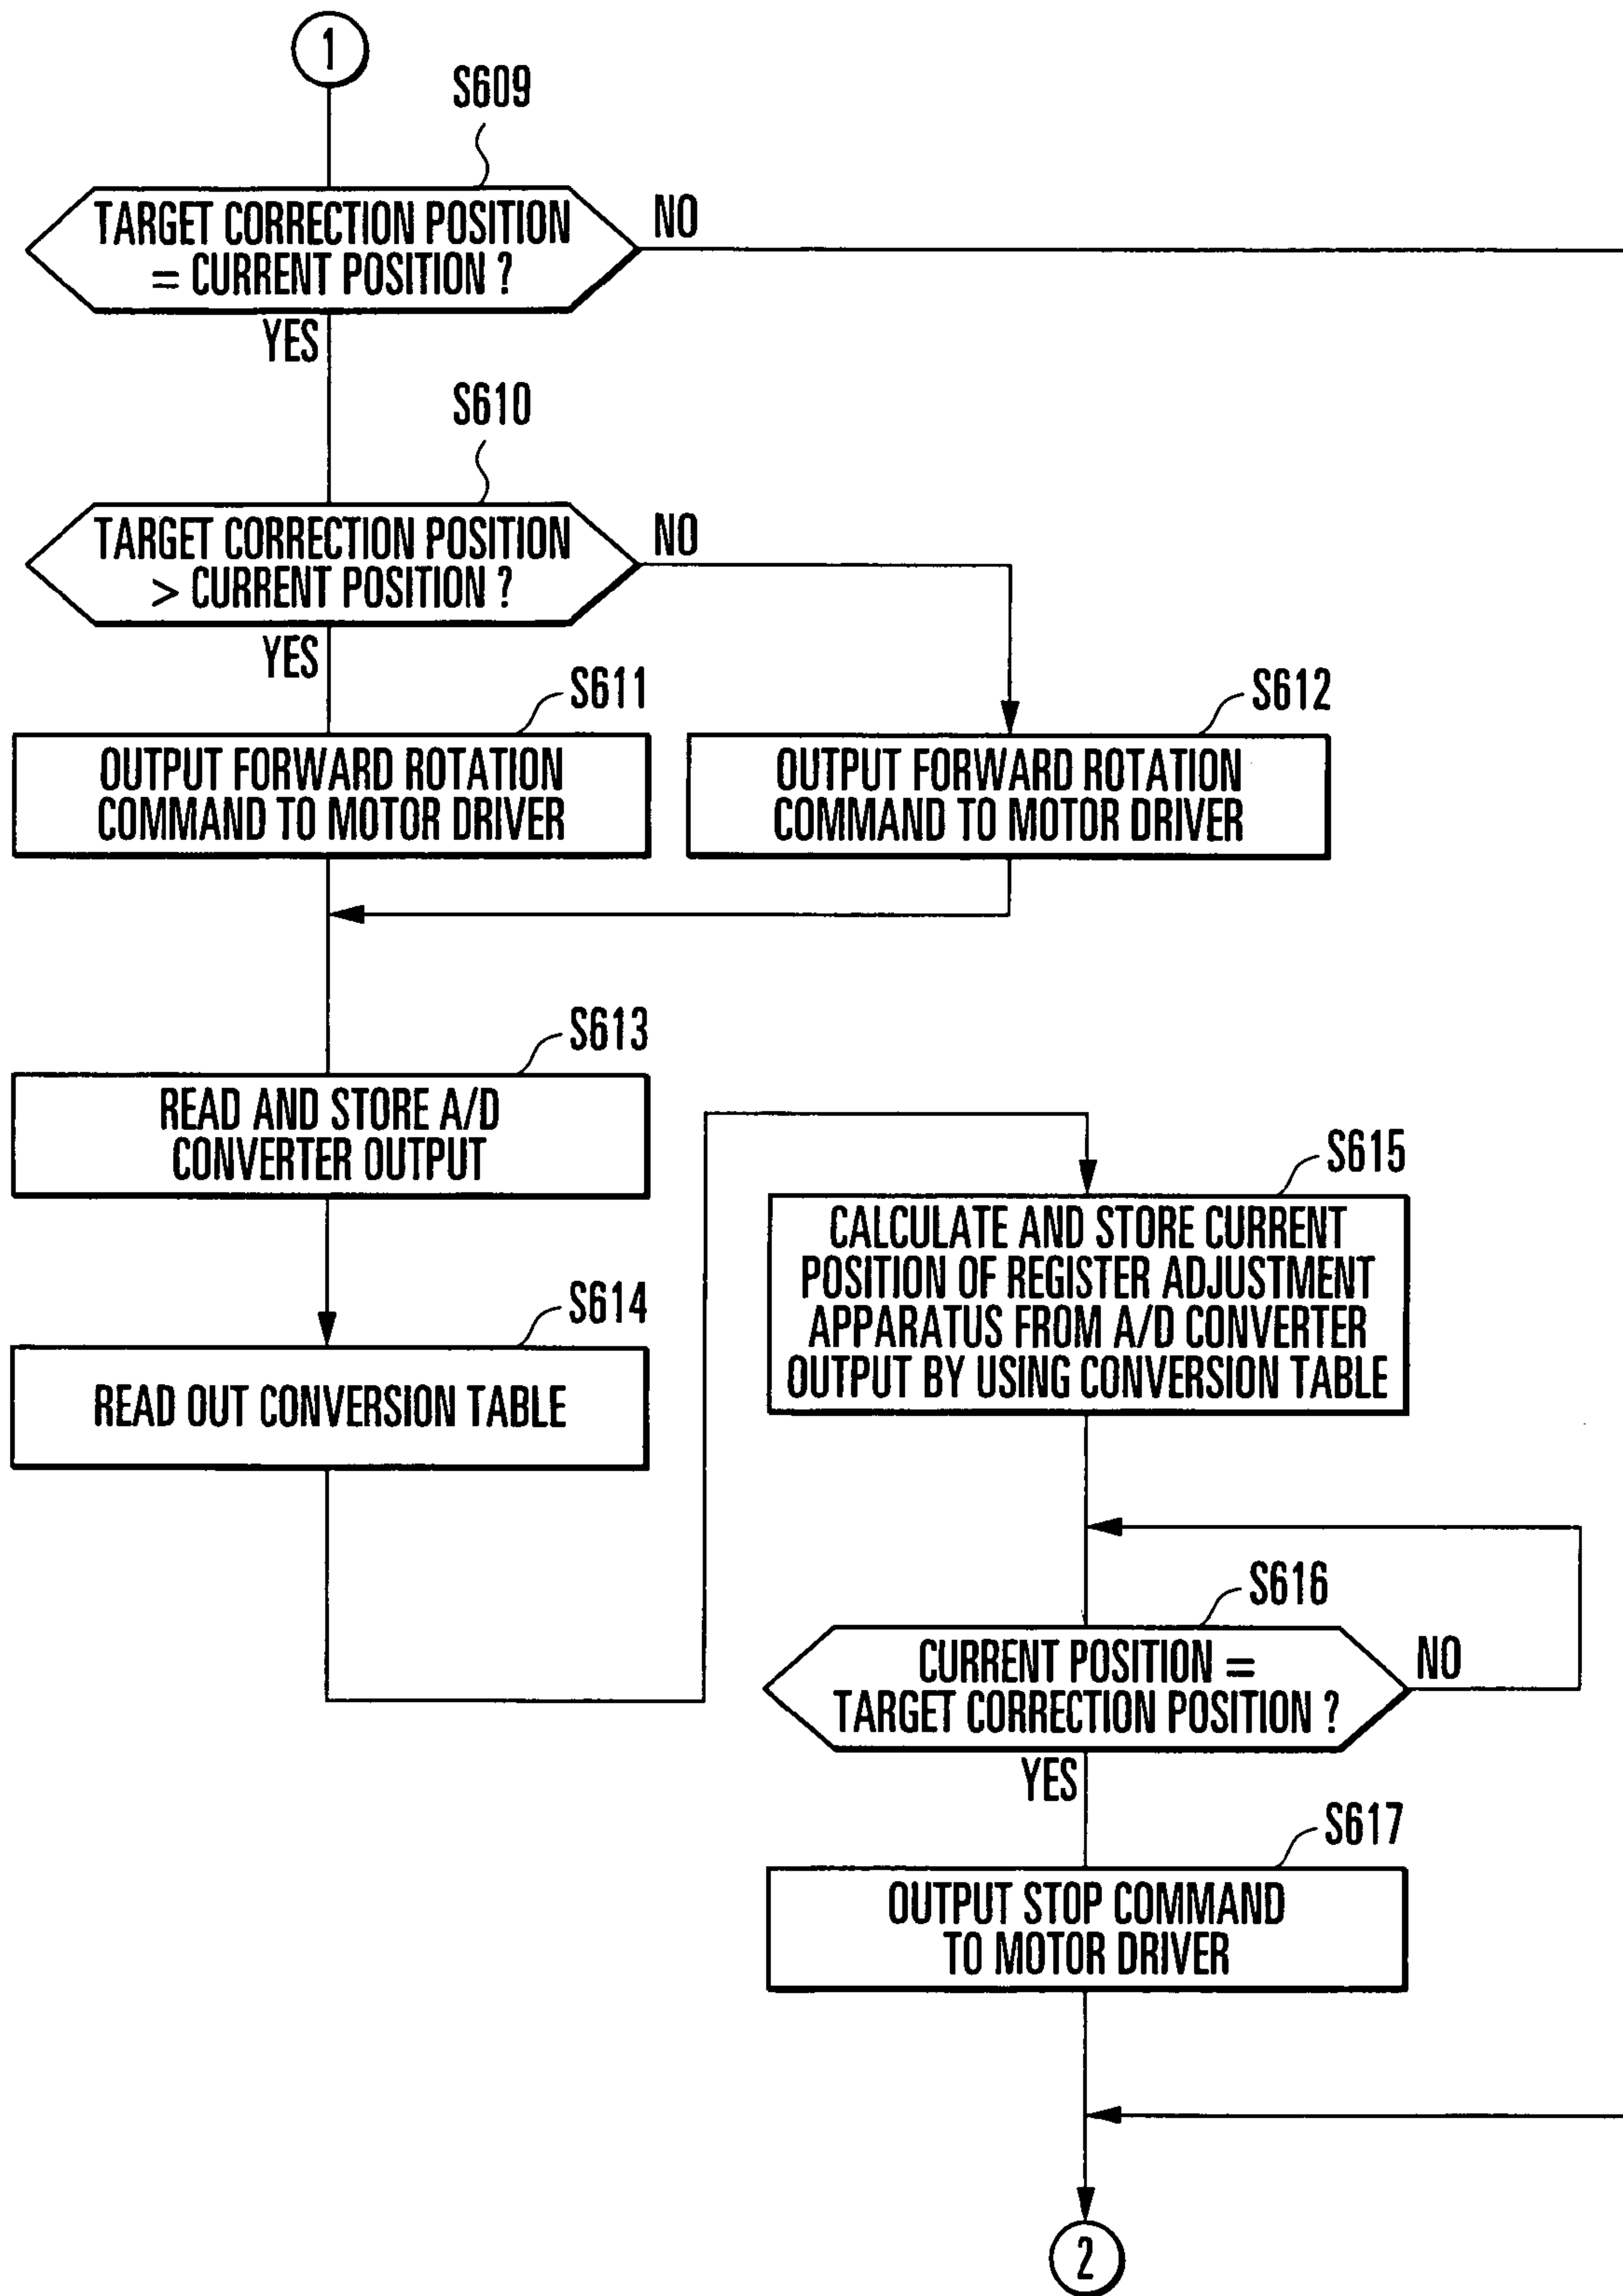 1
S609
TARGET CORRECTION POSITION
= CURRENT POSITION ?
NO
YES
S610
TARGET CORRECTION POSITION
> CURRENT POSITION ?
NO
YES
S611
OUTPUT FORWARD ROTATION
COMMAND TO MOTOR DRIVER
S612
OUTPUT FORWARD ROTATION
COMMAND TO MOTOR DRIVER
S613
READ AND STORE A/D
CONVERTER OUTPUT
S614
READ OUT CONVERSION TABLE
S615
CALCULATE AND STORE CURRENT
POSITION OF REGISTER ADJUSTMENT
APPARATUS FROM A/D CONVERTER
OUTPUT BY USING CONVERSION TABLE
S616
CURRENT POSITION =
TARGET CORRECTION POSITION ?
NO
YES
S617
OUTPUT STOP COMMAND
TO MOTOR DRIVER
2